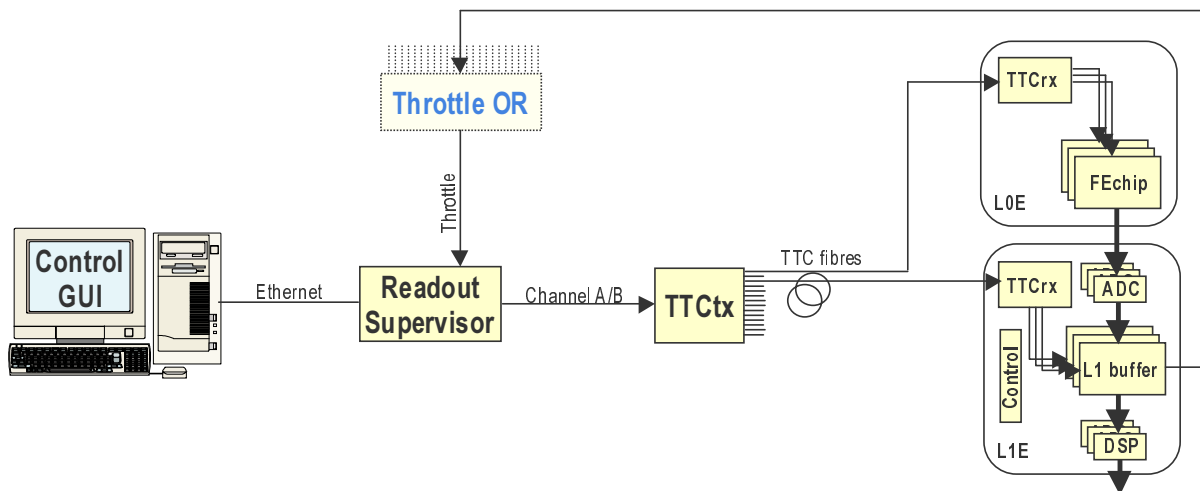 Throttle OR
TTCrx
FEchip
L0E
Throttle
Control
GUI
Ethernet
Readout
Supervisor
Channel A/B
TTCtx
TTC fibres
TTCrx
ADC
Control
L1 buffer
L1E
DSP